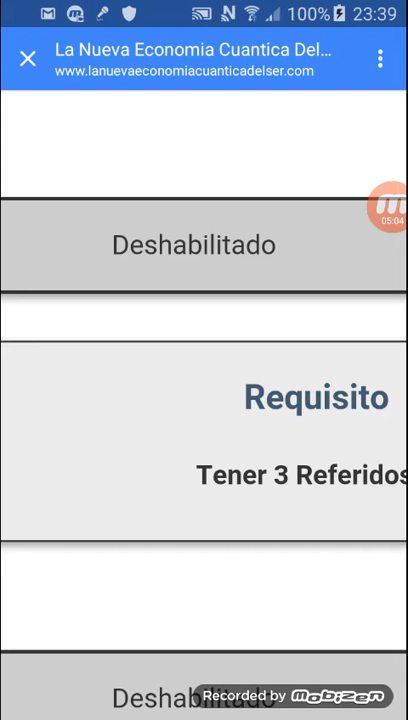 100% 23:39
La Nueva Economia Cuantica Del...
www.lanuevaeconomiacuanticadelser.com
05:04
Deshabilitado
Requisito
Tener 3 Referidos
Deshabilitado
Recorded by mobizen